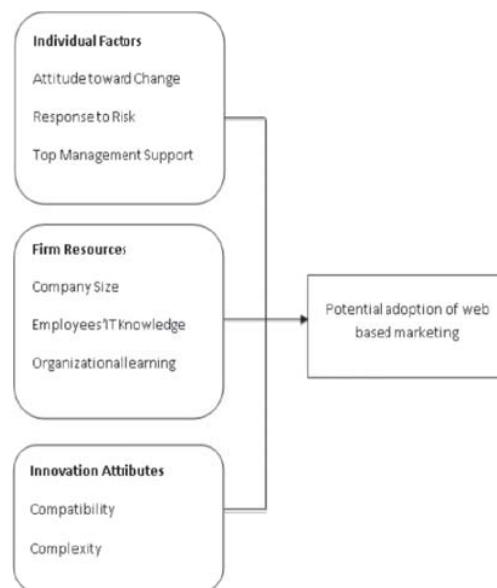 Individual Factors
Attitude toward Change
Response to Risk
Top Management Support
Firm Resources
Company Size
Employees'IT Knowledge
Organizational learning
Potential adoption of web
based marketing
Innovation Attributes
Compatibility
Complexity